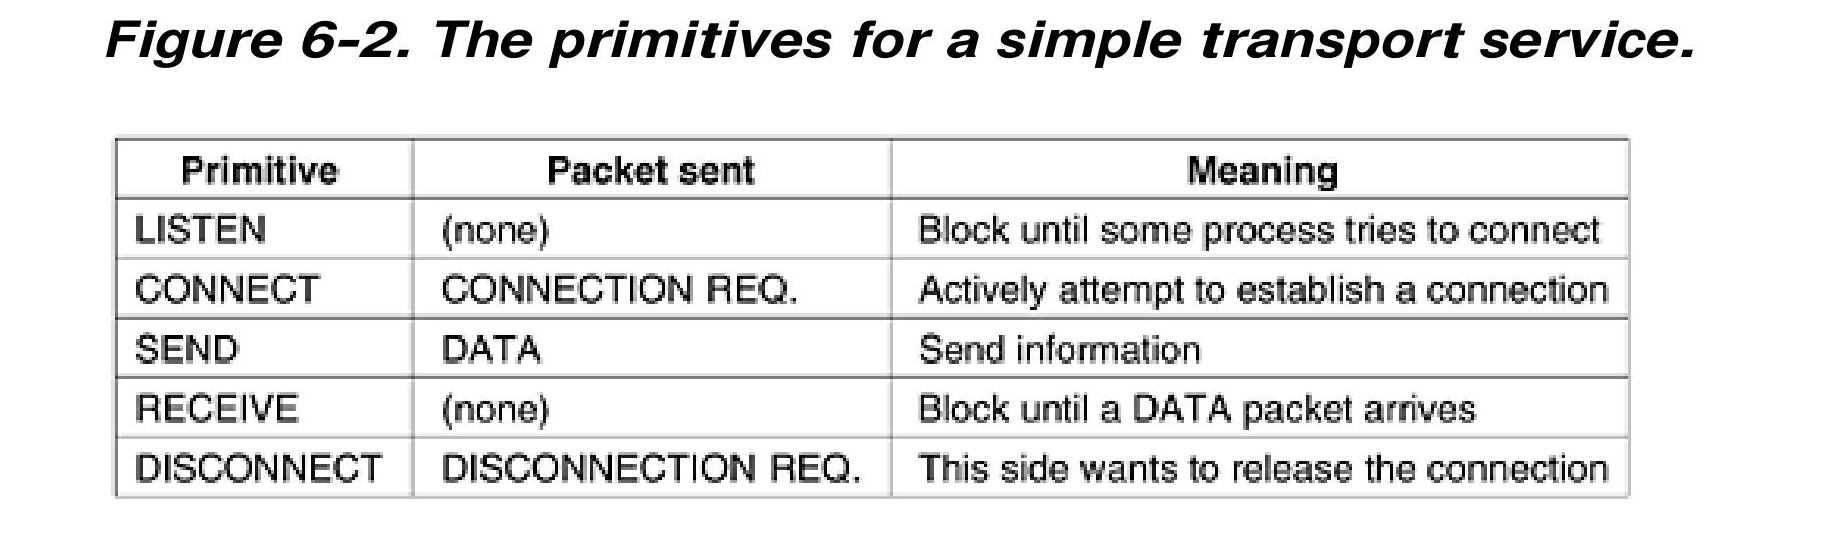 Figure 6-2. The primitives for a simple transport service.
Primitive Packet sent Meaning
LISTEN (none) Block until some process tries to connect
CONNECT CONNECTION REQ. Actively attempt to establish a connection
SEND DATA Send information
RECEIVE (none) Block until a DATA packet arrives
DISCONNECT DISCONNECTION REQ. This side wants to release the connection